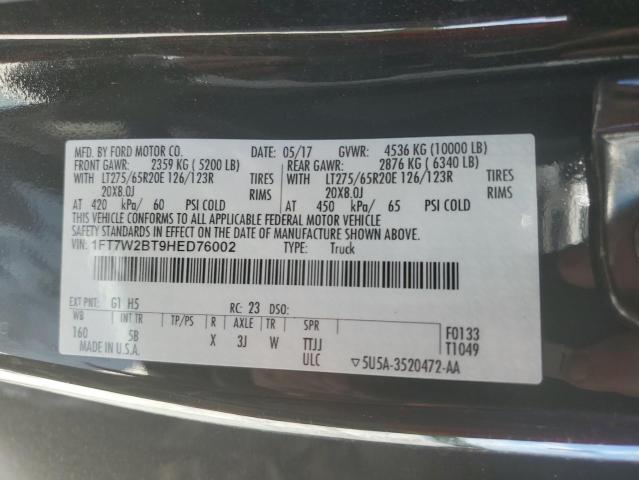 MFD. BY FORD MOTOR CO.
DATE: 05/17 GVWR: 4536 KG (10000 LB)
FRONT GAWR: 2359 KG ( 5200 LB) REAR GAWR: 2876 KG ( 6340 LB)
WITH LT275/65R20E 126/123R TIRES WITH LT275/65R20E 126/123R TIRES
20X8.0J RIMS 20X8.0J RIMS
AT 420 kPa/ 60 PSI COLD AT 450 kPa/ 65 PSI COLD
THIS VEHICLE CONFORMS TO ALL APPLICABLE FEDERAL MOTOR VEHICLE
SAFETY STANDARDS IN EFFECT ON THE DATE OF MANUFACTURE SHOWN ABOVE.
VIN: 1FT7W2BT9HED76002 TYPE: Truck
EXT PNT: G1 H5 RC: 23 DSO:
WB INT TR TP/PS R AXLE TR SPR F0133
160 5B X 3J W TTJJ T1049
MADE IN U.S.A. ULC ▽5U5A-3520472-AA